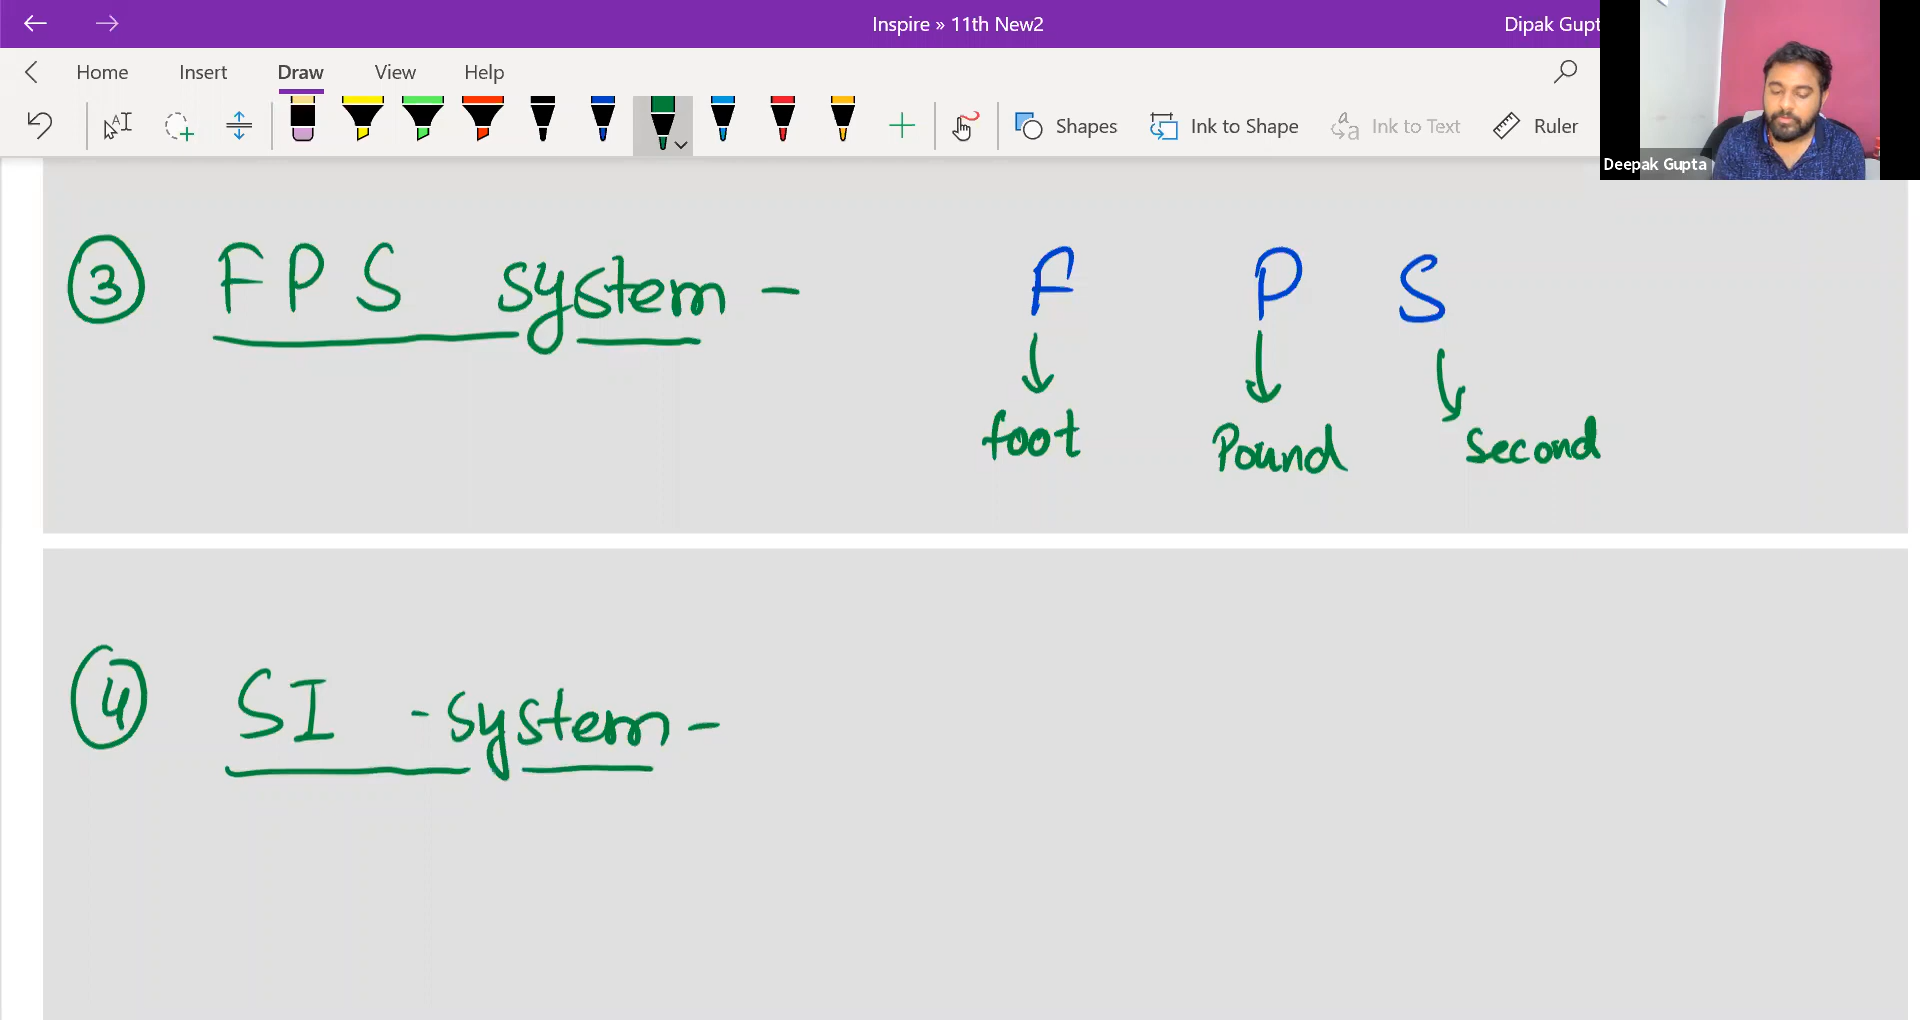 Inspire » 11th New2
Dipak Gupt
Home Insert Draw View Help
Shapes Ink to Shape Ink to Text Ruler
Deepak Gupta
3 FPS system - F P S
foot Pound Second
4 SI - system -